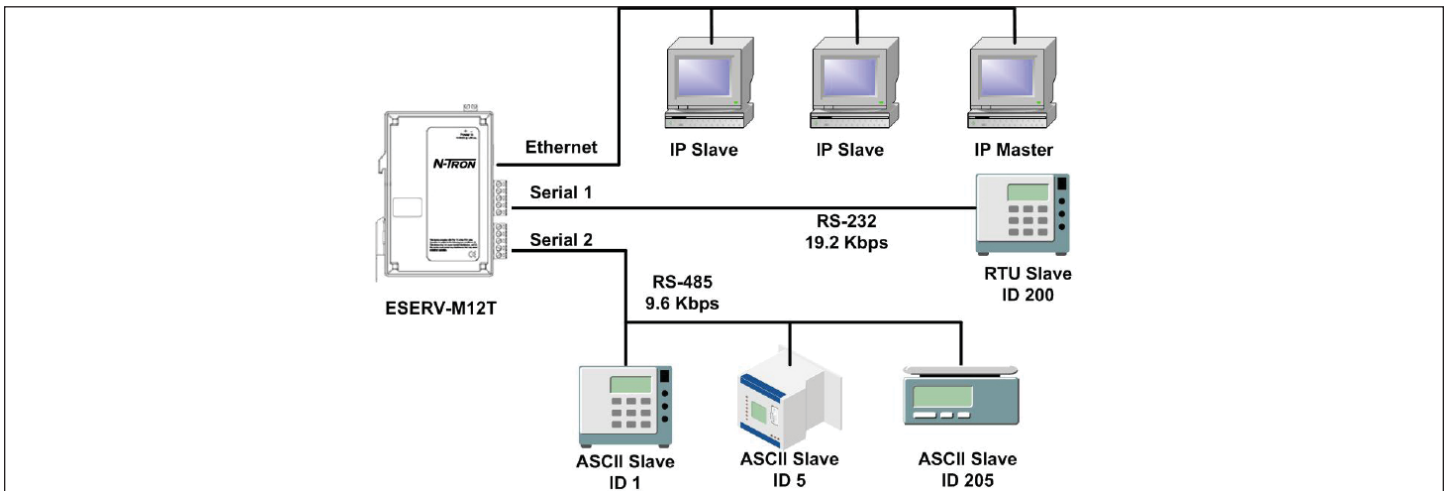 IP Slave
IP Slave
IP Master
N-TRON
Ethernet
Serial 1
RS-232
19.2 Kbps
RTU Slave
ID 200
Serial 2
RS-485
9.6 Kbps
ESERV-M12T
ASCII Slave
ID 1
ASCII Slave
ID 5
ASCII Slave
ID 205